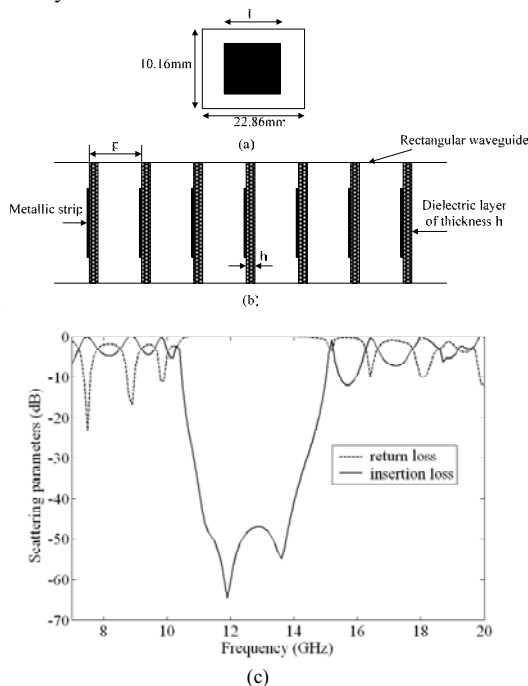 l
10.16mm
22.86mm
(a)
p
Rectangular waveguide
Metallic strip
Dielectric layer
of thickness h
h
(b)
0
-10
-20
-30
-40
-50
-60
-70
Scattering parameters (dB)
return loss
insertion loss
8 10 12 14 16 18 20
Frequency (GHz)
(c)